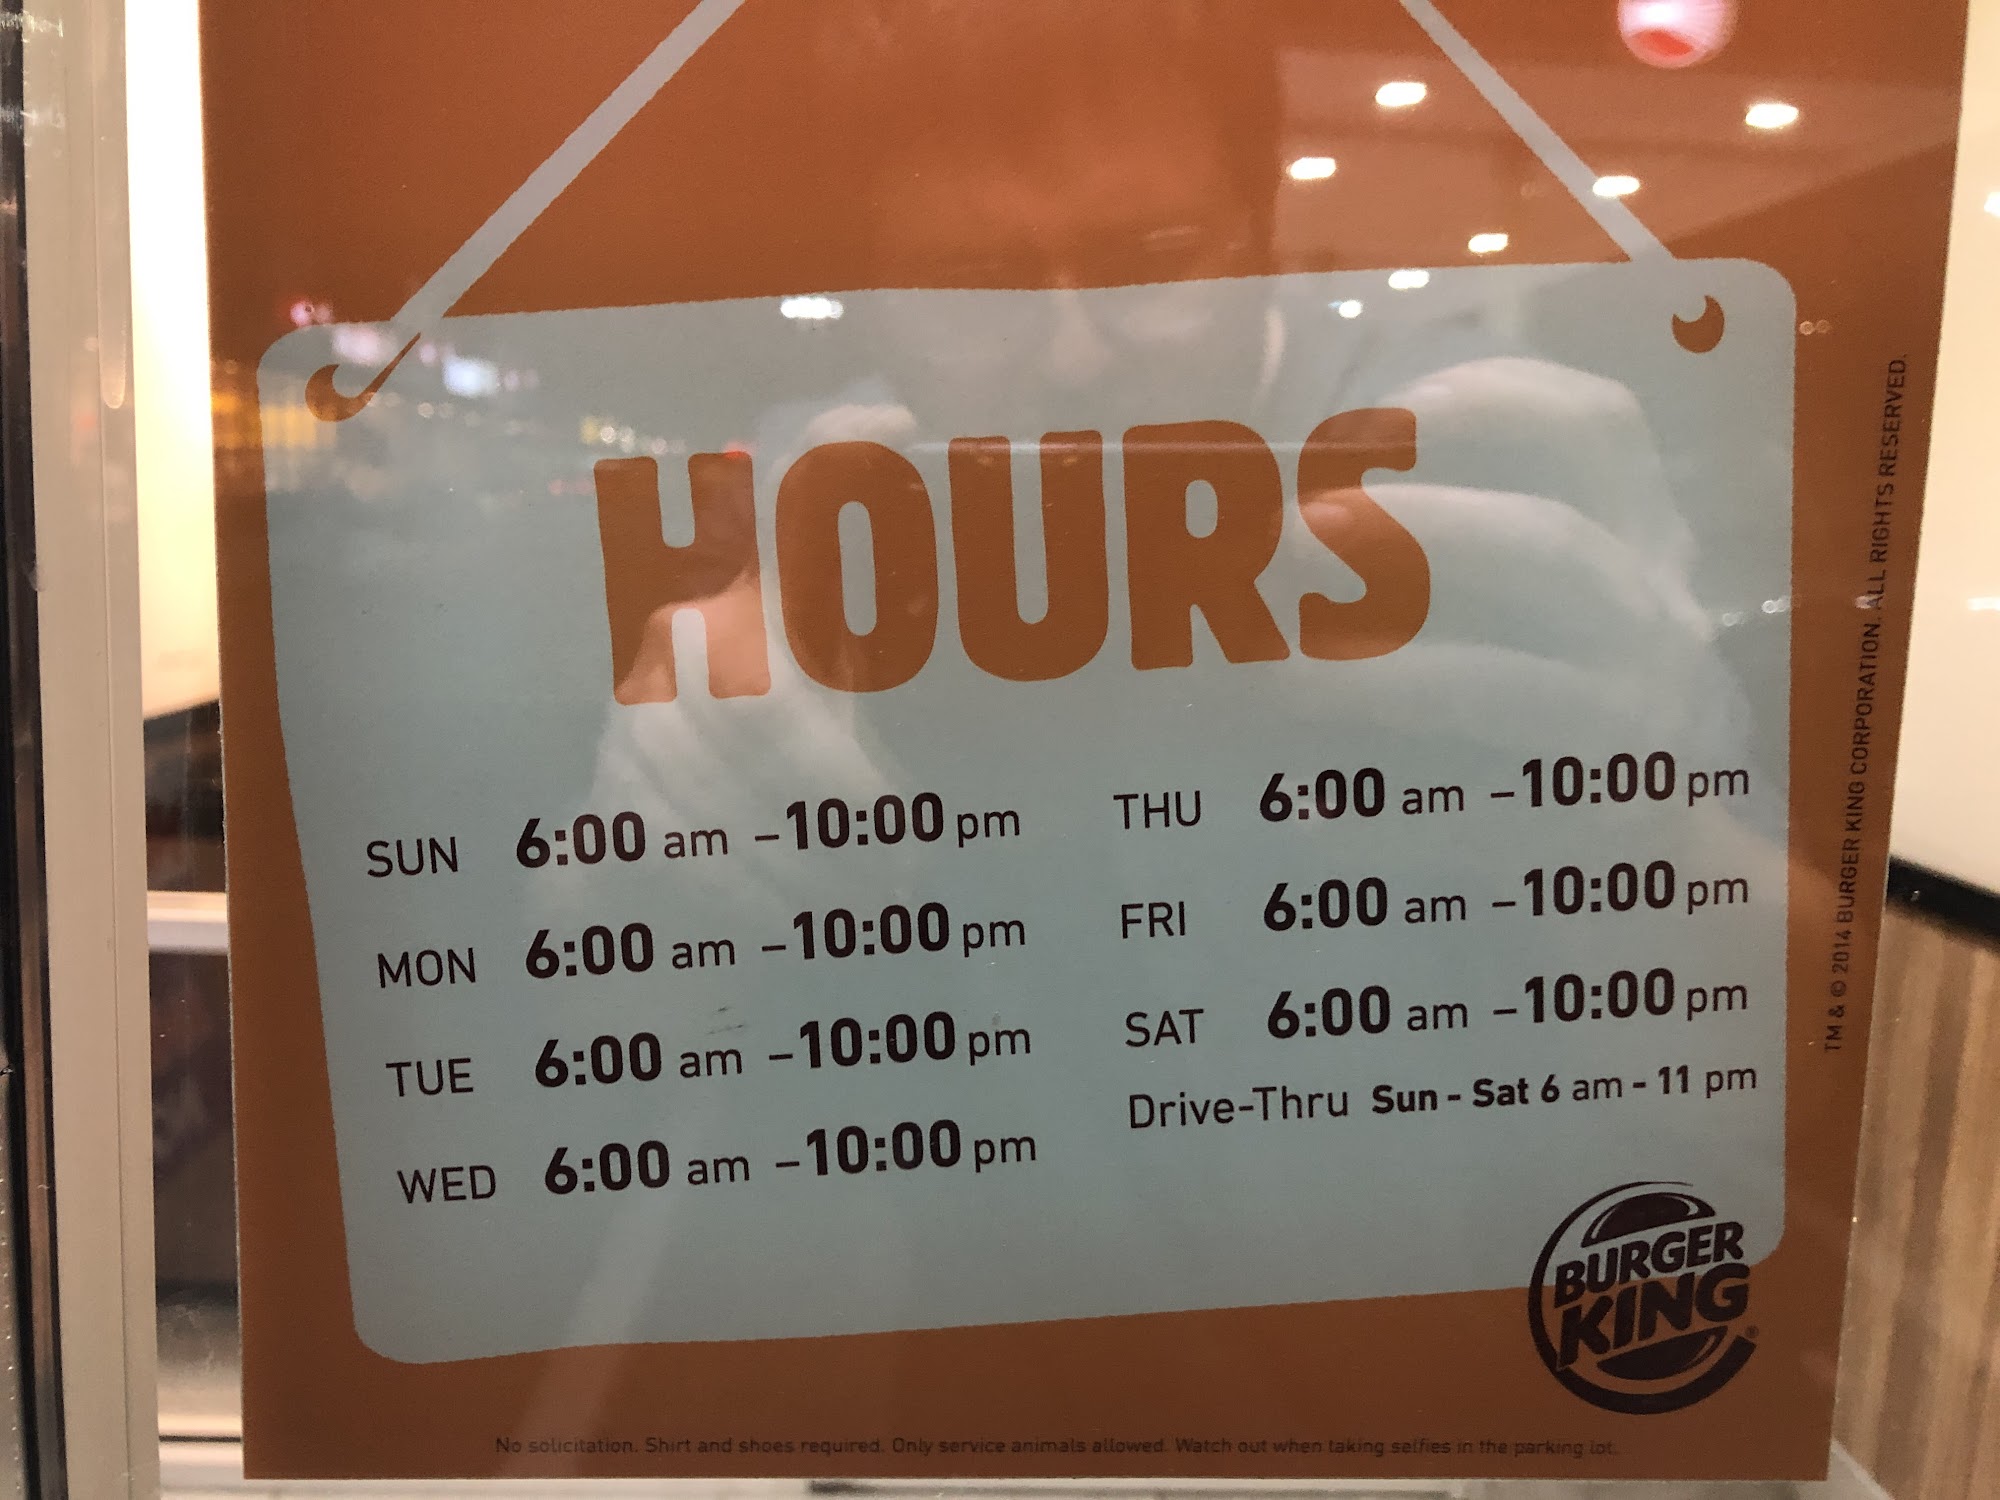 HOURS
SUN 6:00 am - 10:00 pm
MON 6:00 am - 10:00 pm
TUE 6:00 am - 10:00 pm
WED 6:00 am - 10:00 pm
THU 6:00 am - 10:00 pm
FRI 6:00 am - 10:00 pm
SAT 6:00 am - 10:00 pm
Drive-Thru Sun - Sat 6 am - 11 pm
BURGER
KING®
No solicitation. Shirt and shoes required. Only service animals allowed. Watch out when taking selfies in the parking lot.
TM & © 2014 BURGER KING CORPORATION. ALL RIGHTS RESERVED.